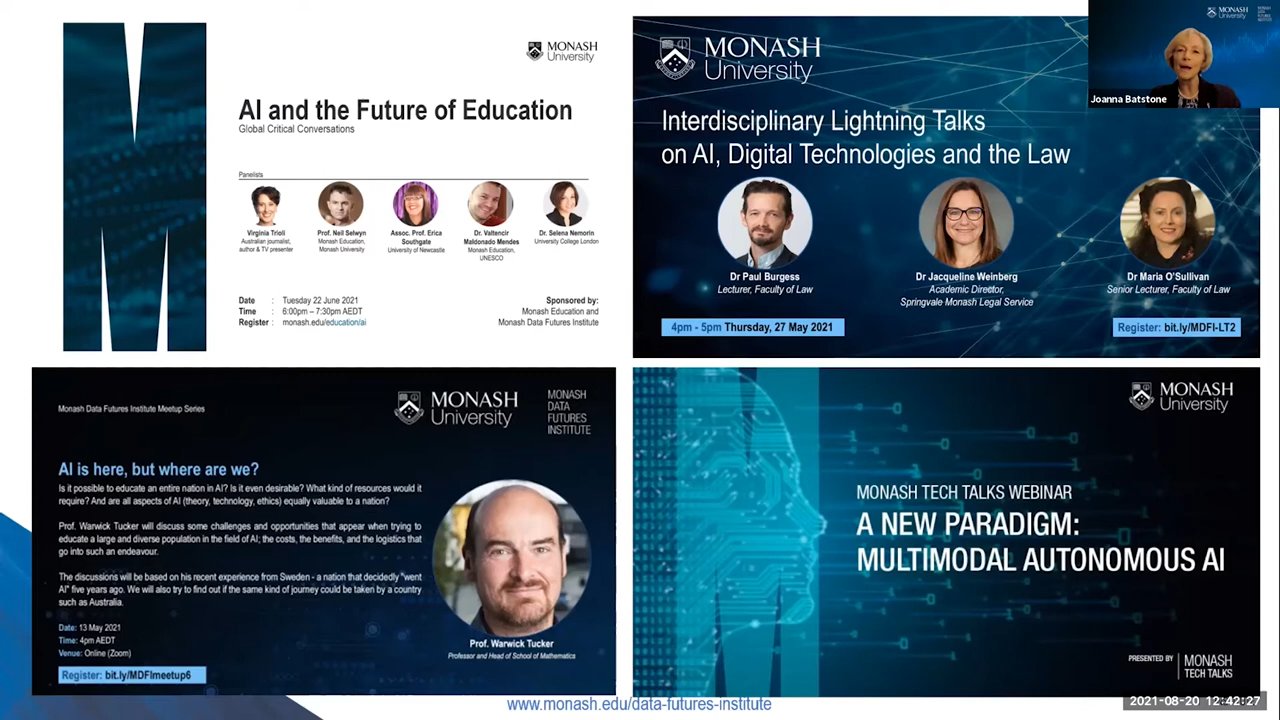 MONASH
University
AI and the Future of Education
Global Critical Conversations
Panelists
Virginia Trioli
Australian journalist,
author & TV presenter
Prof. Neil Selwyn
Monash Education,
Monash University
Assoc. Prof. Erica
Southgate
University of Newcastle
Dr. Valtencir
Maldonado Mendes
Monash Education,
UNESCO
Dr. Selena Nemorin
University College London
Date : Tuesday 22 June 2021
Time : 6:00pm – 7:30pm AEDT
Register : monash.edu/education/ai
Sponsored by:
Monash Education and
Monash Data Futures Institute
MONASH
University
Interdisciplinary Lightning Talks
on AI, Digital Technologies and the Law
Dr Paul Burgess
Lecturer, Faculty of Law
Dr Jacqueline Weinberg
Academic Director,
Springvale Monash Legal Service
Dr Maria O'Sullivan
Senior Lecturer, Faculty of Law
4pm - 5pm Thursday, 27 May 2021
Register: bit.ly/MDFI-LT2
MONASH
University
MONASH
DATA
FUTURES
INSTITUTE
Joanna Batstone
Monash Data Futures Institute Meetup Series
MONASH
University
MONASH
DATA
FUTURES
INSTITUTE
AI is here, but where are we?
Is it possible to educate an entire nation in AI? Is it even desirable? What kind of resources would it
require? And are all aspects of AI (theory, technology, ethics) equally valuable to a nation?
Prof. Warwick Tucker will discuss some challenges and opportunities that appear when trying to
educate a large and diverse population in the field of AI; the costs, the benefits, and the logistics that
go into such an endeavour.
The discussions will be based on his recent experience from Sweden - a nation that decidedly "went
AI" five years ago. We will also try to find out if the same kind of journey could be taken by a country
such as Australia.
Date: 13 May 2021
Time: 4pm AEDT
Venue: Online (Zoom)
Register: bit.ly/MDFImeetup6
Prof. Warwick Tucker
Professor and Head of School of Mathematics
MONASH
University
MONASH TECH TALKS WEBINAR
A NEW PARADIGM:
MULTIMODAL AUTONOMOUS AI
PRESENTED BY
MONASH
TECH TALKS
www.monash.edu/data-futures-institute
2021-08-20 12:42:27